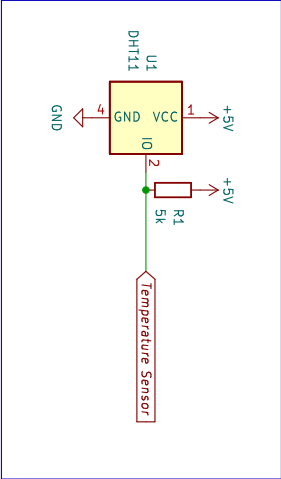 U1
DHT11
4
GND
GND
VCC
1
+5V
IO
2
+5V
R1
5k
Temperature Sensor